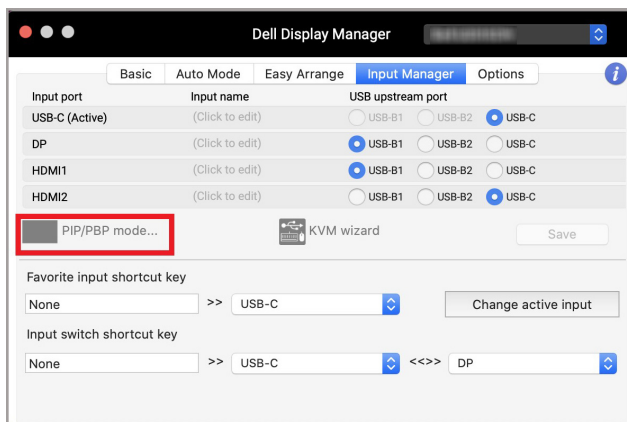 Dell Display Manager
Basic Auto Mode Easy Arrange Input Manager Options i
Input port Input name USB upstream port
USB-C (Active) (Click to edit) USB-B1 USB-B2 USB-C
DP (Click to edit) USB-B1 USB-B2 USB-C
HDMI1 (Click to edit) USB-B1 USB-B2 USB-C
HDMI2 (Click to edit) USB-B1 USB-B2 USB-C
PIP/PBP mode... KVM wizard Save
Favorite input shortcut key
None >> USB-C Change active input
Input switch shortcut key
None >> USB-C <<>> DP